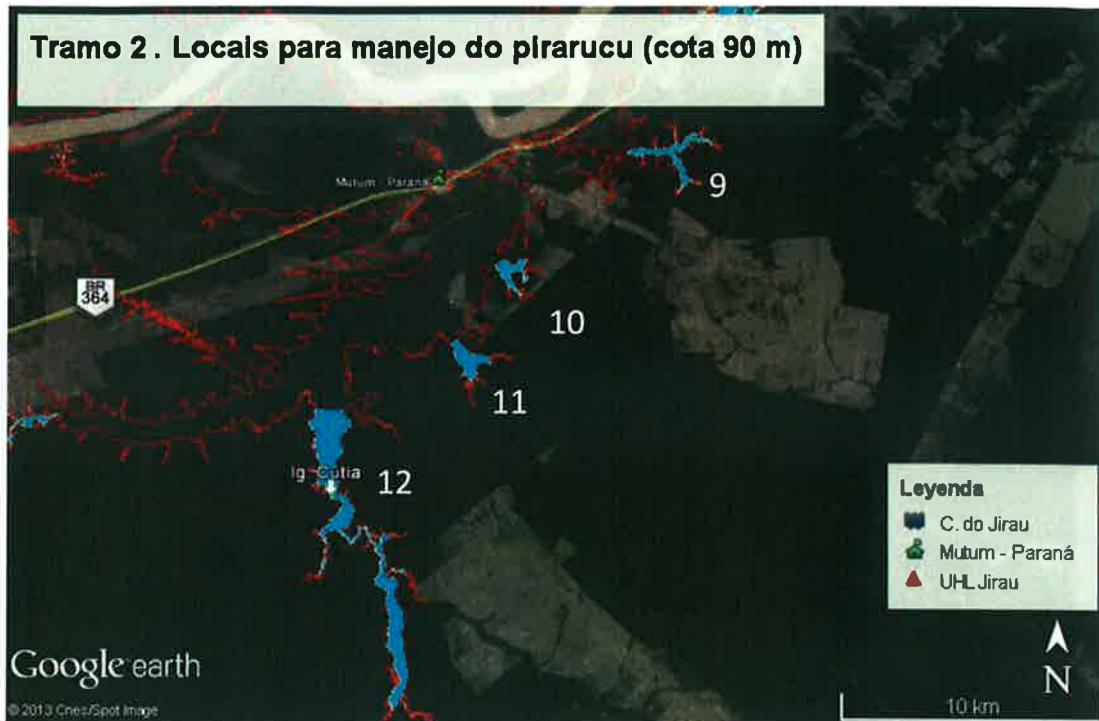 Tramo 2 . Locais para manejo do pirarucu (cota 90 m)
Mutum - Paraná
9
BR
364
10
11
Ig Cutia
12
Leyenda
C. do Jirau
Mutum - Paraná
UHL Jirau
Google earth
N
© 2013 Cnes/Spot Image
10 km